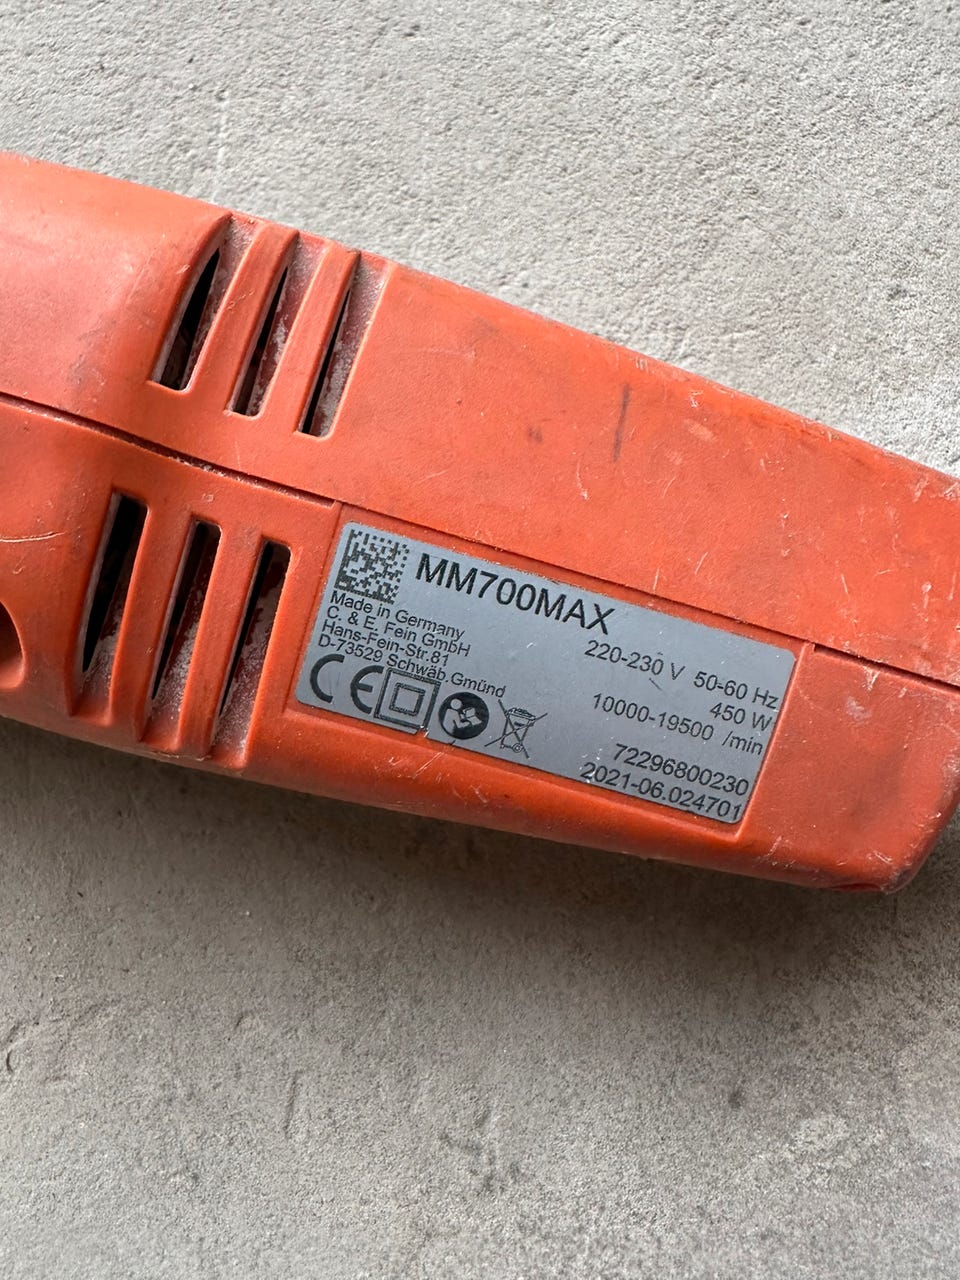 MM700MAX
Made in Germany
C. & E. Fein GmbH
Hans-Fein-Str.81
D-73529 Schwäb.Gmünd
CE
220-230 V 50-60 Hz
450 W
10000-19500 /min
72296800230
2021-06.024701